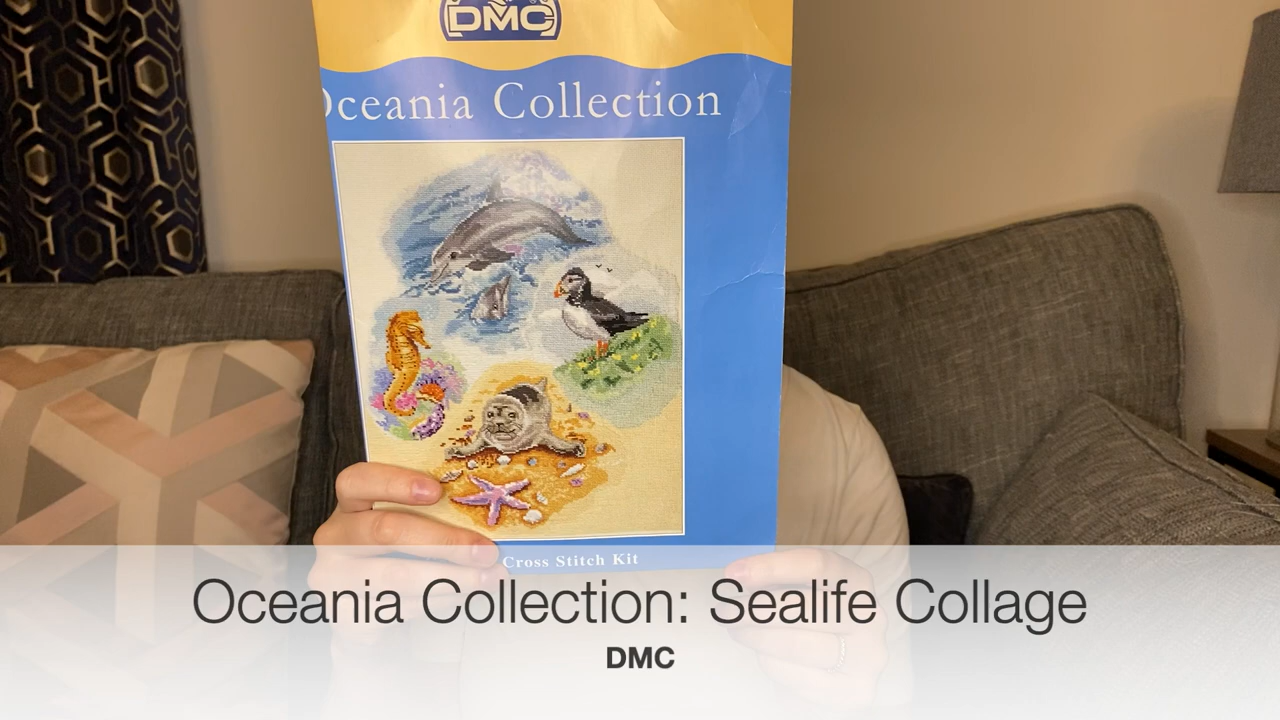 DMC
Oceania Collection
Cross Stitch Kit
Oceania Collection: Sealife Collage
DMC